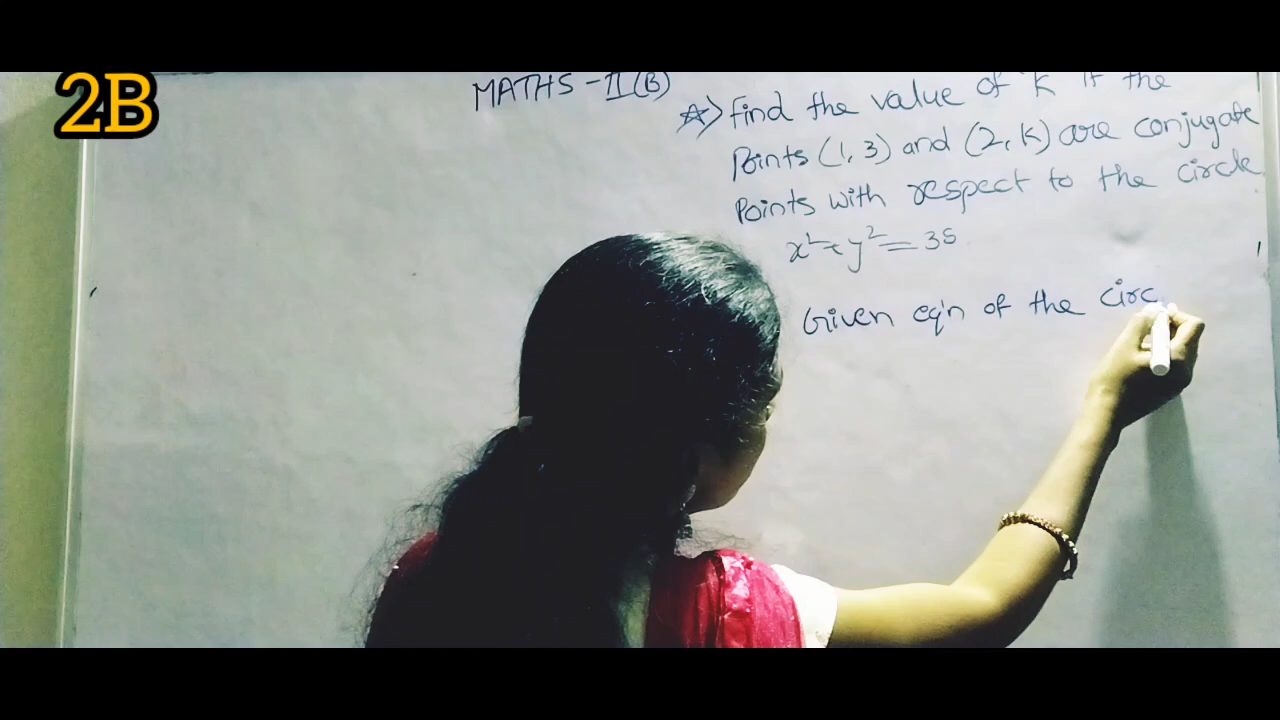 2B
MATHS - II (B)
☆) Find the value of 'k' if the
Points (1, 3) and (2, k) are conjugate
Points with respect to the circle
x² + y² = 35
Given eq'n of the circ